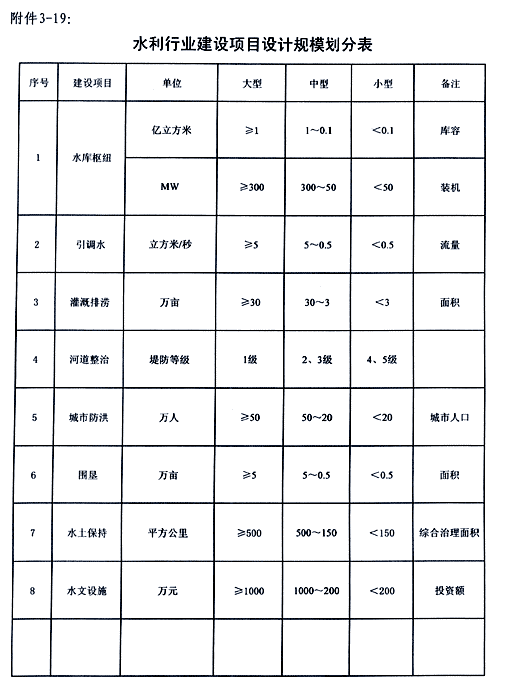 附件3-19:
水利行业建设项目设计规模划分表
序号 建设项目 单位 大型 中型 小型 备注
1 水库枢纽 亿立方米 ≥1 1～0.1 <0.1 库容
MW ≥300 300～50 <50 装机
2 引调水 立方米/秒 ≥5 5～0.5 <0.5 流量
3 灌溉排涝 万亩 ≥30 30～3 <3 面积
4 河道整治 堤防等级 1级 2、3级 4、5级
5 城市防洪 万人 ≥50 50～20 <20 城市人口
6 围垦 万亩 ≥5 5～0.5 <0.5 面积
7 水土保持 平方公里 ≥500 500～150 <150 综合治理面积
8 水文设施 万元 ≥1000 1000～200 <200 投资额